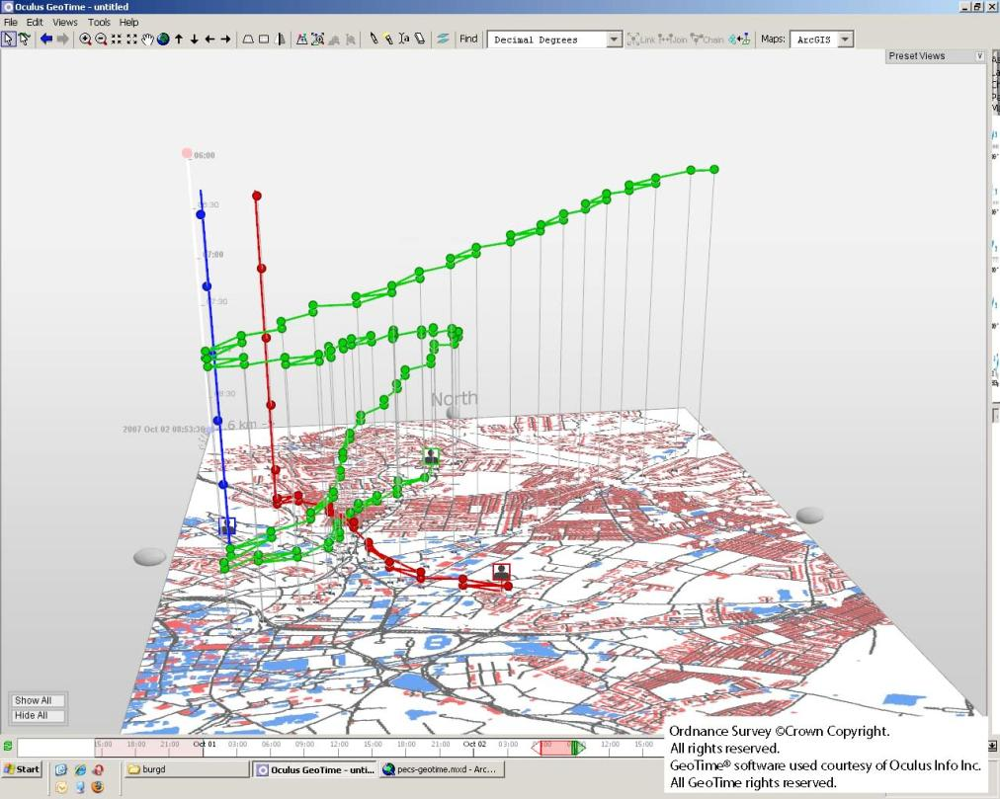 Oculus GeoTime - untitled
File Edit Views Tools Help
Find Decimal Degrees Link Join Chain Maps: ArcGIS
Preset Views
06:00
06:30
07:00
07:30
08:30
North
2007 Oct 02 08:53:3
6 km
Show All
Hide All
15:00 18:00 21:00 Oct 01 03:00 06:00 09:00 12:00 15:00 18:00 21:00 Oct 02 03:00 12:00 15:00
Ordnance Survey ©Crown Copyright.
All rights reserved.
GeoTime® software used courtesy of Oculus Info Inc.
All GeoTime rights reserved.
Start burgd Oculus GeoTime - unti... pecs-geotime.mxd - Arc...